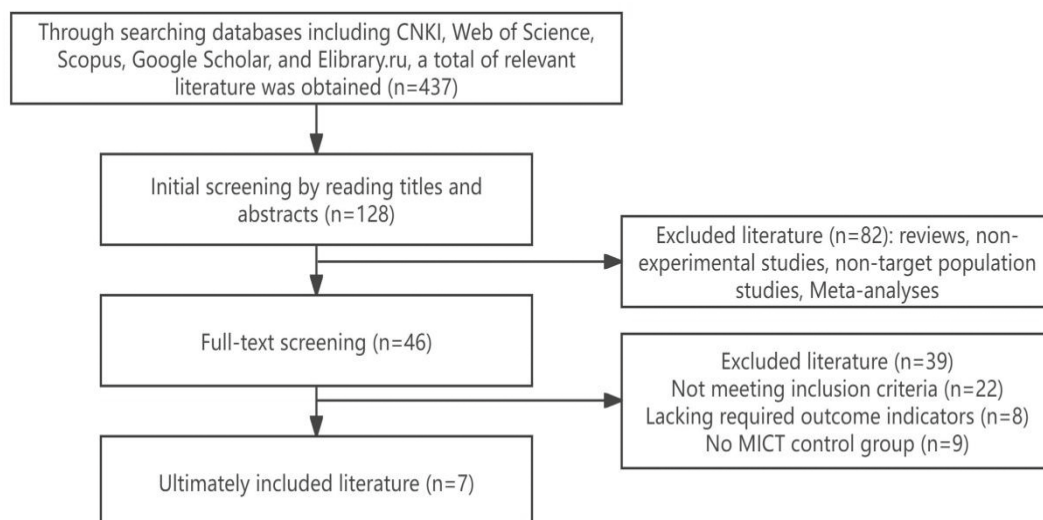 Through searching databases including CNKI, Web of Science,
Scopus, Google Scholar, and Elibrary.ru, a total of relevant
literature was obtained (n=437)
Initial screening by reading titles and
abstracts (n=128)
Excluded literature (n=82): reviews, non-
experimental studies, non-target population
studies, Meta-analyses
Full-text screening (n=46)
Excluded literature (n=39)
Not meeting inclusion criteria (n=22)
Lacking required outcome indicators (n=8)
No MICT control group (n=9)
Ultimately included literature (n=7)